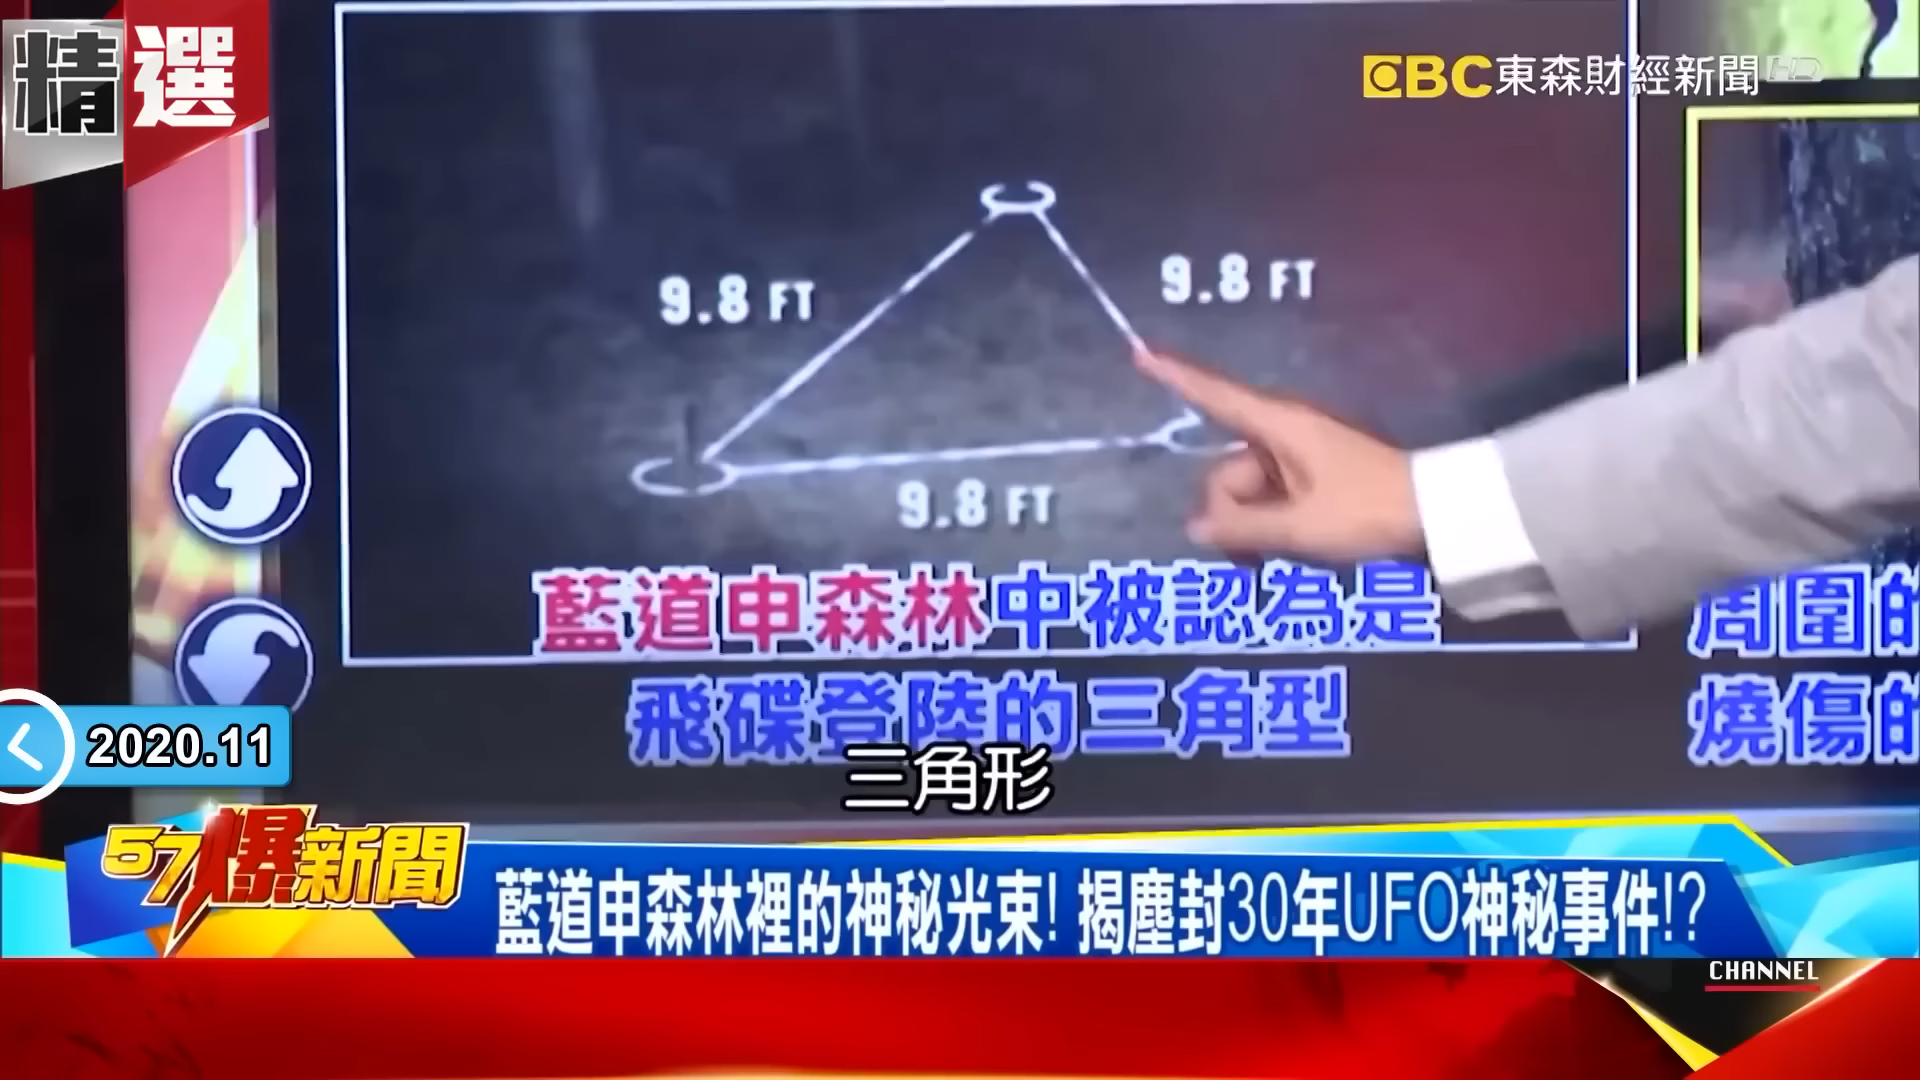 精選
EBC東森財經新聞HD
9.8 FT
9.8 FT
9.8 FT
藍道申森林中被認為是
飛碟登陸的三角型
周圍的
燒傷的
2020.11
三角形
57爆新聞
藍道申森林裡的神秘光束! 揭塵封30年UFO神秘事件!?
CHANNEL